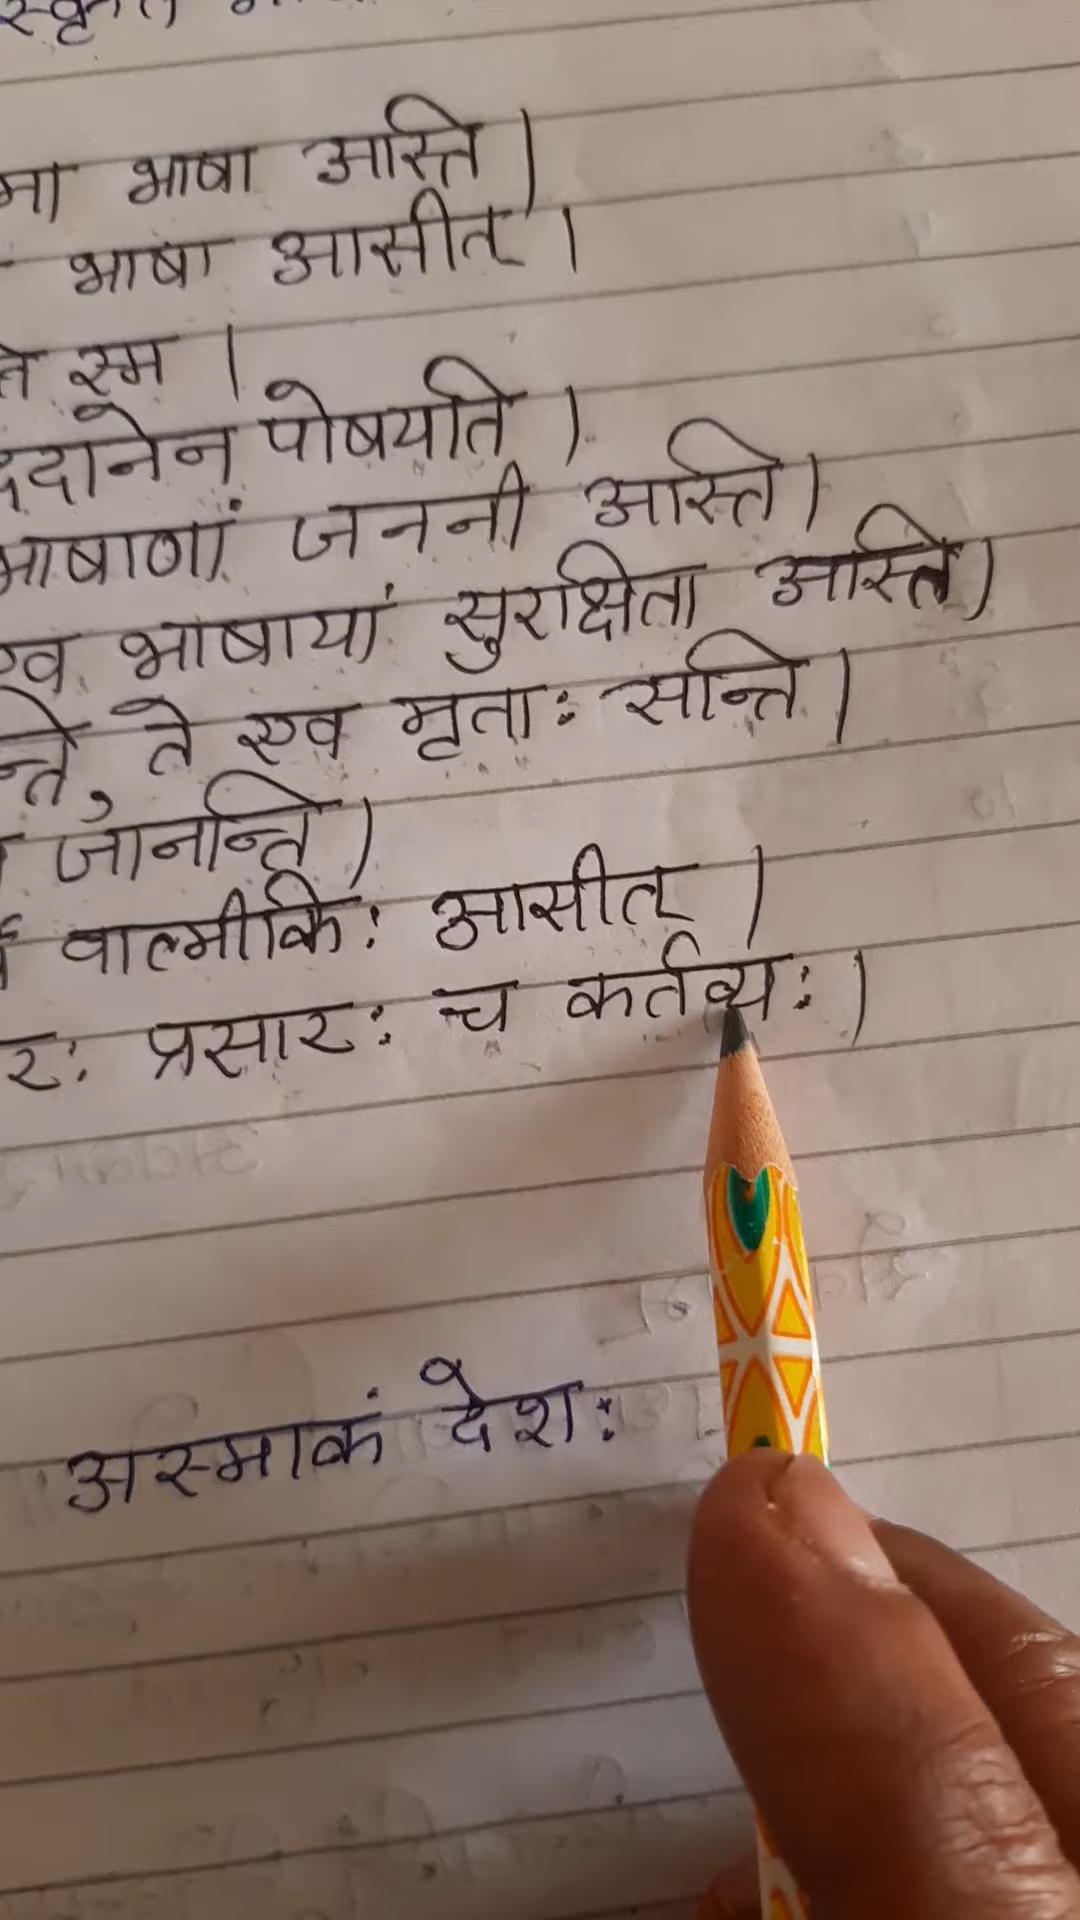 भाषा अस्ति।
भाषा आसीत्।
स्म।
पोषयति।
भाषाणां जननी अस्ति।
एव भाषायां सुरक्षिता अस्ति।
ते एव मृताः सन्ति।
जानन्ति।
वाल्मीकिः आसीत्।
प्रसारः च कर्तव्यः।
अस्माकं देशः